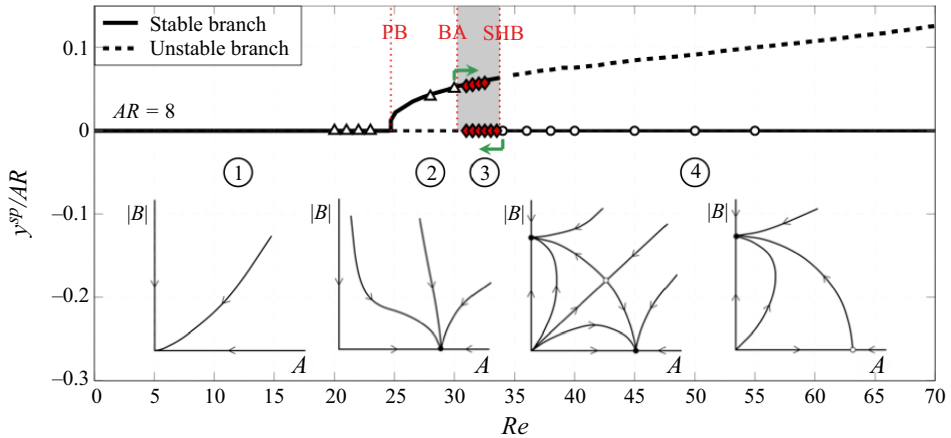 Stable branch
Unstable branch
PB
BA
SHB
AR = 8
0.1
0
−0.1
−0.2
−0.3
y^sp/AR
1
2
3
4
|B|
|B|
|B|
|B|
A
A
A
A
0
5
10
15
20
25
30
35
40
45
50
55
60
65
70
Re